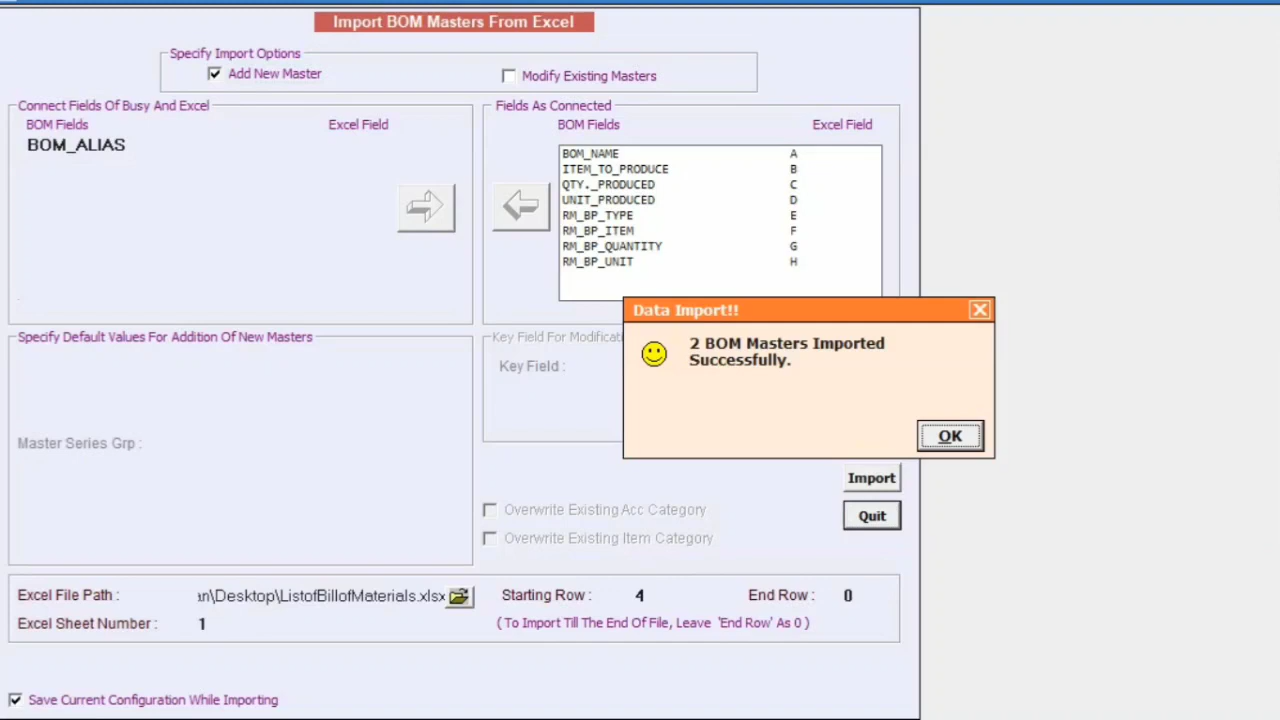 Import BOM Masters From Excel
Specify Import Options
Add New Master
Modify Existing Masters
Connect Fields Of Busy And Excel
BOM Fields Excel Field
BOM_ALIAS
Fields As Connected
BOM Fields Excel Field
BOM_NAME A
ITEM_TO_PRODUCE B
QTY._PRODUCED C
UNIT_PRODUCED D
RM_BP_TYPE E
RM_BP_ITEM F
RM_BP_QUANTITY G
RM_BP_UNIT H
Data Import!!
2 BOM Masters Imported
Successfully.
OK
Specify Default Values For Addition Of New Masters
Master Series Grp :
Key Field For Modificati
Key Field :
Import
Quit
Overwrite Existing Acc Category
Overwrite Existing Item Category
Excel File Path : an\Desktop\ListofBillofMaterials.xlsx
Starting Row : 4 End Row : 0
Excel Sheet Number : 1
( To Import Till The End Of File, Leave 'End Row' As 0 )
Save Current Configuration While Importing